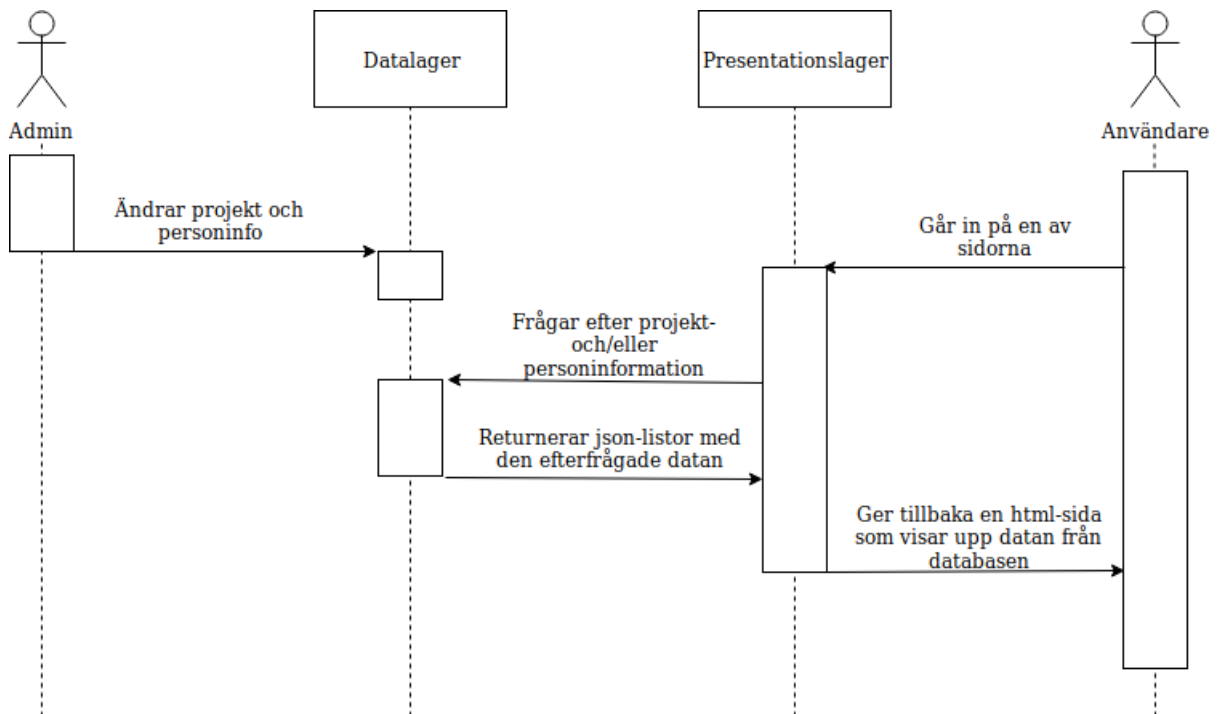 Datalager
Presentationslager
Admin
Användare
Ändrar projekt och
personinfo
Går in på en av
sidorna
Frågar efter projekt-
och/eller
personinformation
Returnerar json-listor med
den efterfrågade datan
Ger tillbaka en html-sida
som visar upp datan från
databasen